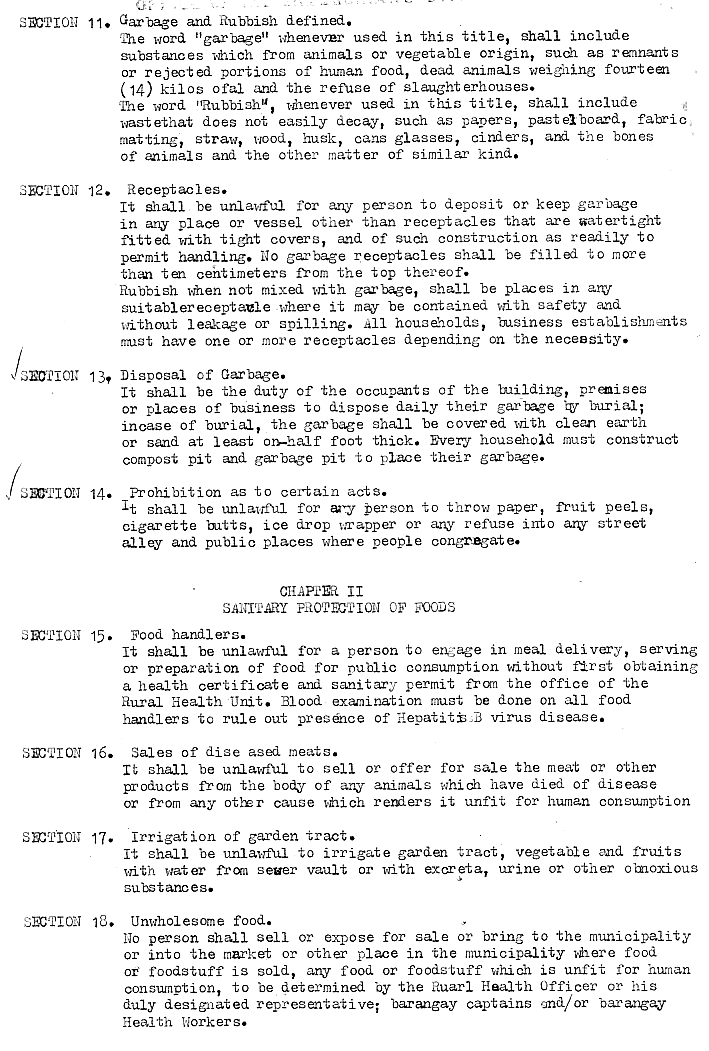 SECTION 11. Garbage and Rubbish defined.
The word "garbage" whenever used in this title, shall include
substances which from animals or vegetable origin, such as remnants
or rejected portions of human food, dead animals weighing fourteen
(14) kilos ofal and the refuse of slaughterhouses.
The word "Rubbish", whenever used in this title, shall include
wastethat does not easily decay, such as papers, pastelboard, fabric,
matting, straw, wood, husk, cans glasses, cinders, and the bones
of animals and the other matter of similar kind.
SECTION 12. Receptacles.
It shall be unlawful for any person to deposit or keep garbage
in any place or vessel other than receptacles that are watertight
fitted with tight covers, and of such construction as readily to
permit handling. No garbage receptacles shall be filled to more
than ten centimeters from the top thereof.
Rubbish when not mixed with garbage, shall be places in any
suitablereceptacle where it may be contained with safety and
without leakage or spilling. All households, business establishments
must have one or more receptacles depending on the necessity.
SECTION 13. Disposal of Garbage.
It shall be the duty of the occupants of the building, premises
or places of business to dispose daily their garbage by burial;
incase of burial, the garbage shall be covered with clean earth
or sand at least on-half foot thick. Every household must construct
compost pit and garbage pit to place their garbage.
SECTION 14. Prohibition as to certain acts.
It shall be unlawful for any person to throw paper, fruit peels,
cigarette butts, ice drop wrapper or any refuse into any street
alley and public places where people congregate.
CHAPTER II
SANITARY PROTECTION OF FOODS
SECTION 15. Food handlers.
It shall be unlawful for a person to engage in meal delivery, serving
or preparation of food for public consumption without first obtaining
a health certificate and sanitary permit from the office of the
Rural Health Unit. Blood examination must be done on all food
handlers to rule out presence of Hepatitis B virus disease.
SECTION 16. Sales of dise ased meats.
It shall be unlawful to sell or offer for sale the meat or other
products from the body of any animals which have died of disease
or from any other cause which renders it unfit for human consumption
SECTION 17. Irrigation of garden tract.
It shall be unlawful to irrigate garden tract, vegetable and fruits
with water from sewer vault or with excreta, urine or other obnoxious
substances.
SECTION 18. Unwholesome food.
No person shall sell or expose for sale or bring to the municipality
or into the market or other place in the municipality where food
of foodstuff is sold, any food or foodstuff which is unfit for human
consumption, to be determined by the Ruarl Health Officer or his
duly designated representative; barangay captains and/or barangay
Health Workers.